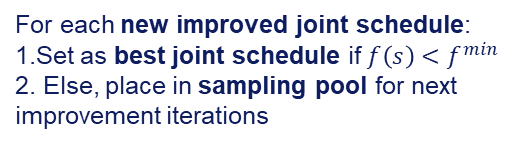 For each new improved joint schedule:
1.Set as best joint schedule if f(s) < f^min
2. Else, place in sampling pool for next
improvement iterations